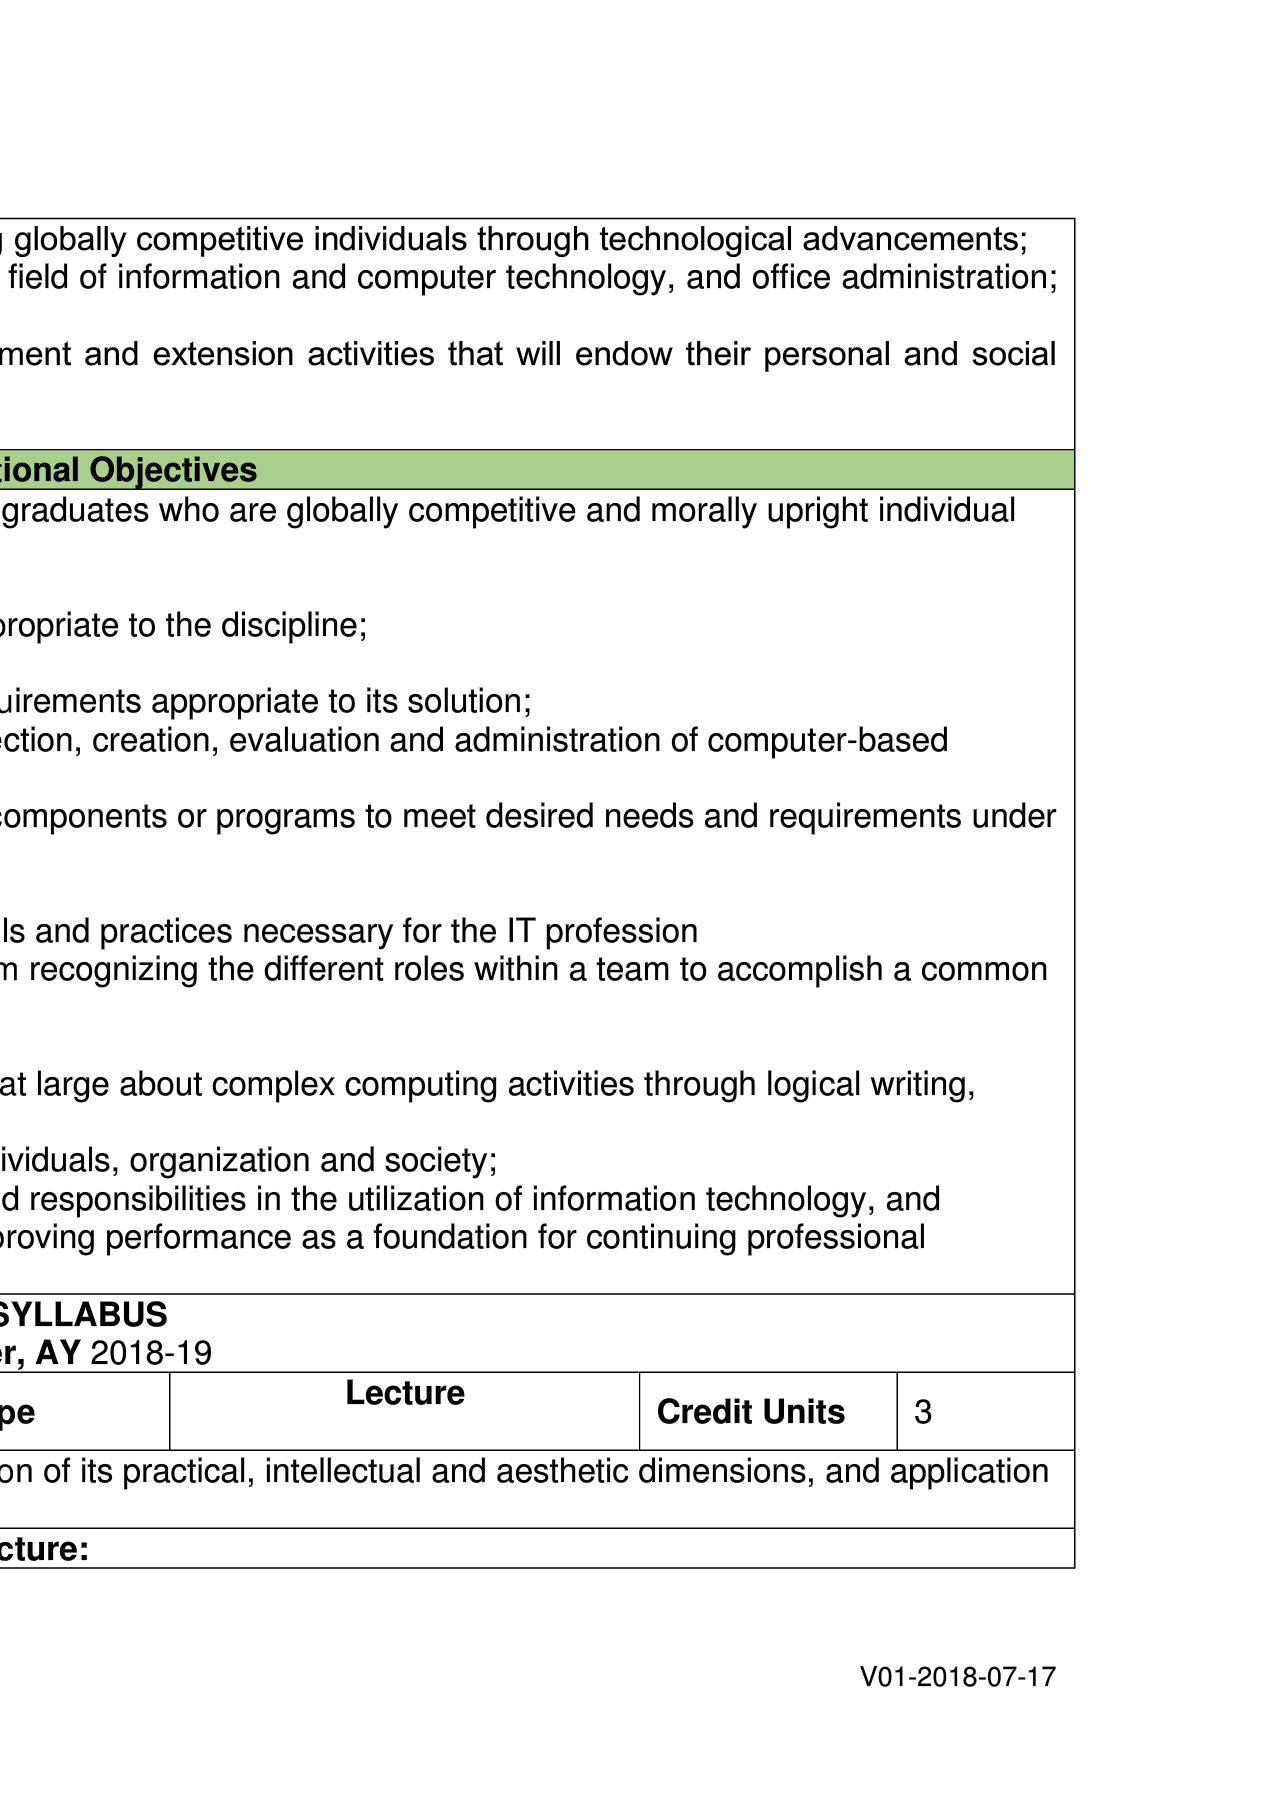 globally competitive individuals through technological advancements;
field of information and computer technology, and office administration;
ment and extension activities that will endow their personal and social
tional Objectives
graduates who are globally competitive and morally upright individual
propriate to the discipline;
uirements appropriate to its solution;
ection, creation, evaluation and administration of computer-based
components or programs to meet desired needs and requirements under
ls and practices necessary for the IT profession
m recognizing the different roles within a team to accomplish a common
at large about complex computing activities through logical writing,
ividuals, organization and society;
d responsibilities in the utilization of information technology, and
proving performance as a foundation for continuing professional
SYLLABUS
er, AY 2018-19
pe
Lecture
Credit Units
3
on of its practical, intellectual and aesthetic dimensions, and application
cture:
V01-2018-07-17